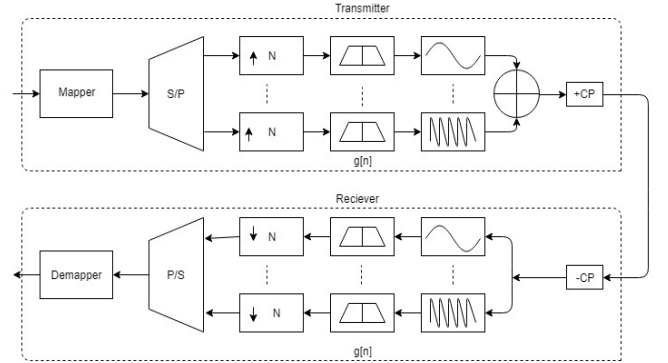 Transmitter
Mapper
S/P
N
N
g[n]
+CP
Reciever
Demapper
P/S
N
N
g[n]
-CP